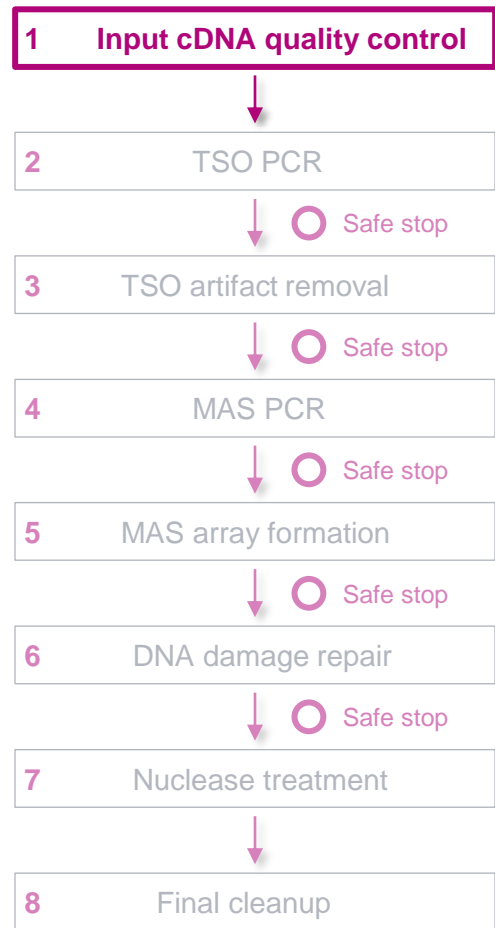 1 Input cDNA quality control
2 TSO PCR
Safe stop
3 TSO artifact removal
Safe stop
4 MAS PCR
Safe stop
5 MAS array formation
Safe stop
6 DNA damage repair
Safe stop
7 Nuclease treatment
8 Final cleanup